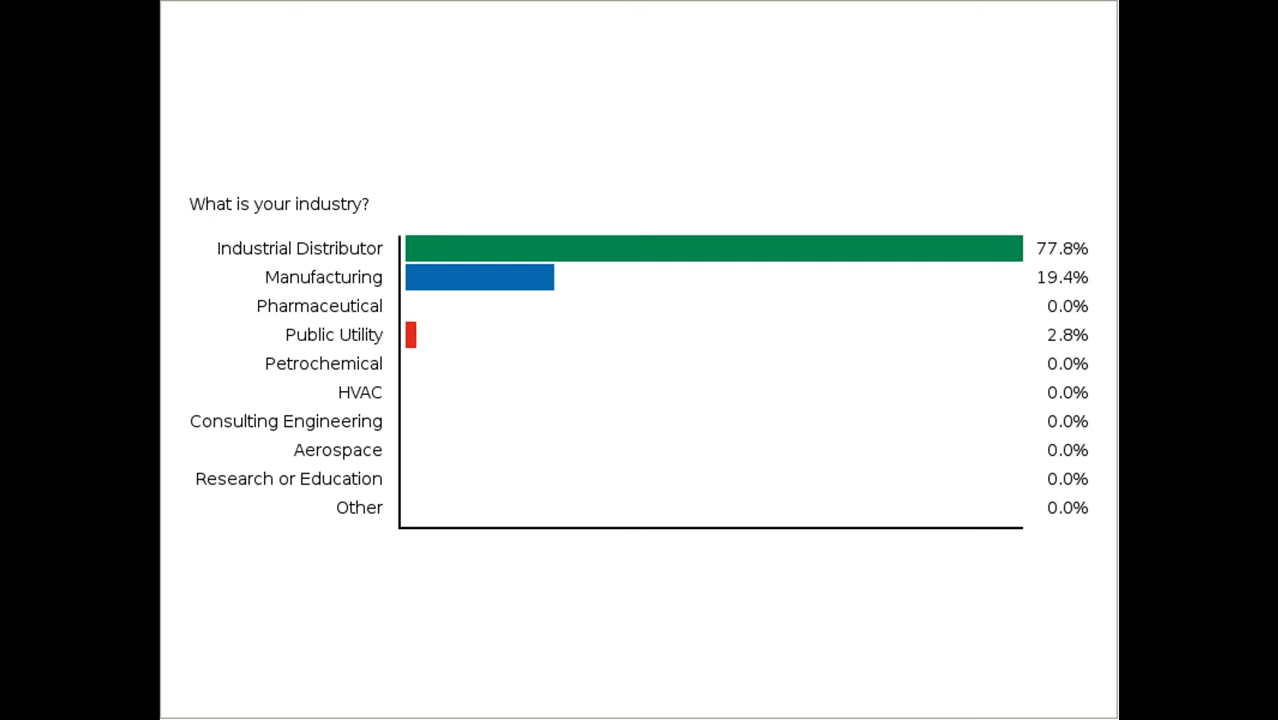 What is your industry?
Industrial Distributor 77.8%
Manufacturing 19.4%
Pharmaceutical 0.0%
Public Utility 2.8%
Petrochemical 0.0%
HVAC 0.0%
Consulting Engineering 0.0%
Aerospace 0.0%
Research or Education 0.0%
Other 0.0%